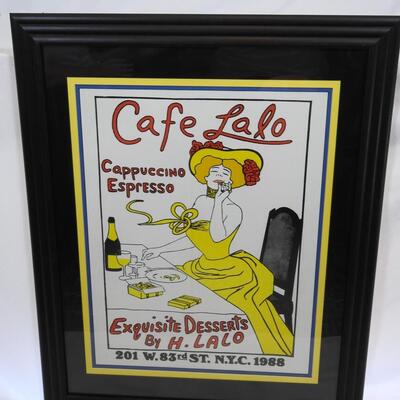 Cafe Lalo
Cappuccino
Espresso
Exquisite Desserts
By H. LALO
201 W. 83rd ST. N.Y.C. 1988